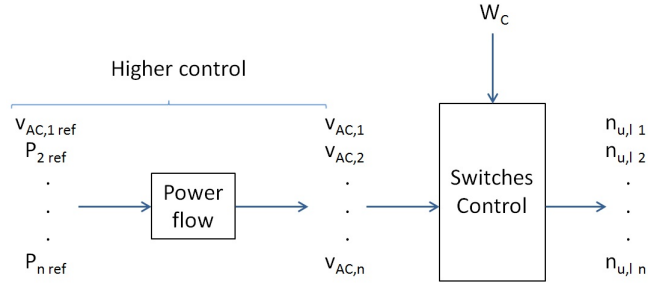 W_C
Higher control
v_AC,1 ref
P_2 ref
.
.
.
P_n ref
Power
flow
v_AC,1
v_AC,2
.
.
.
v_AC,n
Switches
Control
n_u,l 1
n_u,l 2
.
.
.
n_u,l n